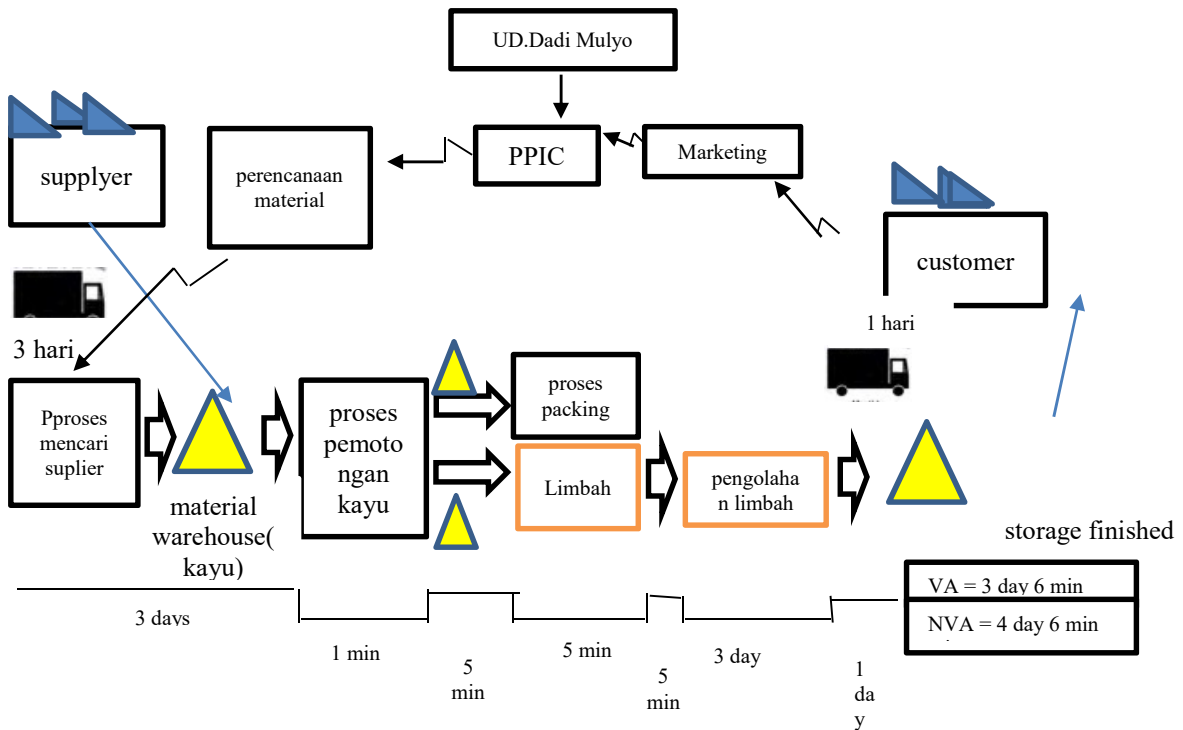 UD.Dadi Mulyo
PPIC
Marketing
perencanaan
material
supplyer
customer
3 hari
1 hari
Pproses
mencari
suplier
material
warehouse(
kayu)
proses
pemoto
ngan
kayu
proses
packing
Limbah
pengolaha
n limbah
storage finished
VA = 3 day 6 min
NVA = 4 day 6 min
3 days
1 min
5
min
5 min
5
min
3 day
1
da
y